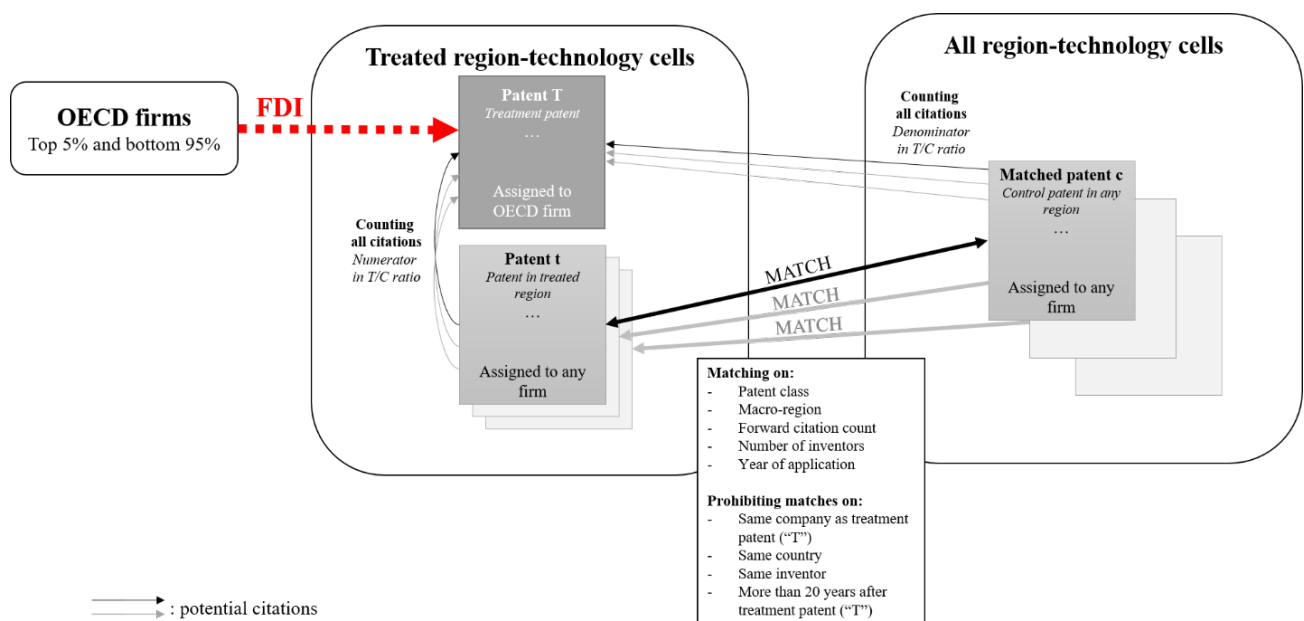 OECD firms
Top 5% and bottom 95%
FDI
Treated region-technology cells
Patent T
Treatment patent
…
Assigned to
OECD firm
Counting
all citations
Numerator
in T/C ratio
Patent t
Patent in treated
region
…
Assigned to any
firm
All region-technology cells
Counting
all citations
Denominator
in T/C ratio
Matched patent c
Control patent in any
region
…
Assigned to any
firm
MATCH
MATCH
MATCH
Matching on:
- Patent class
- Macro-region
- Forward citation count
- Number of inventors
- Year of application
Prohibiting matches on:
- Same company as treatment
patent (“T”)
- Same country
- Same inventor
- More than 20 years after
treatment patent (“T”)
: potential citations